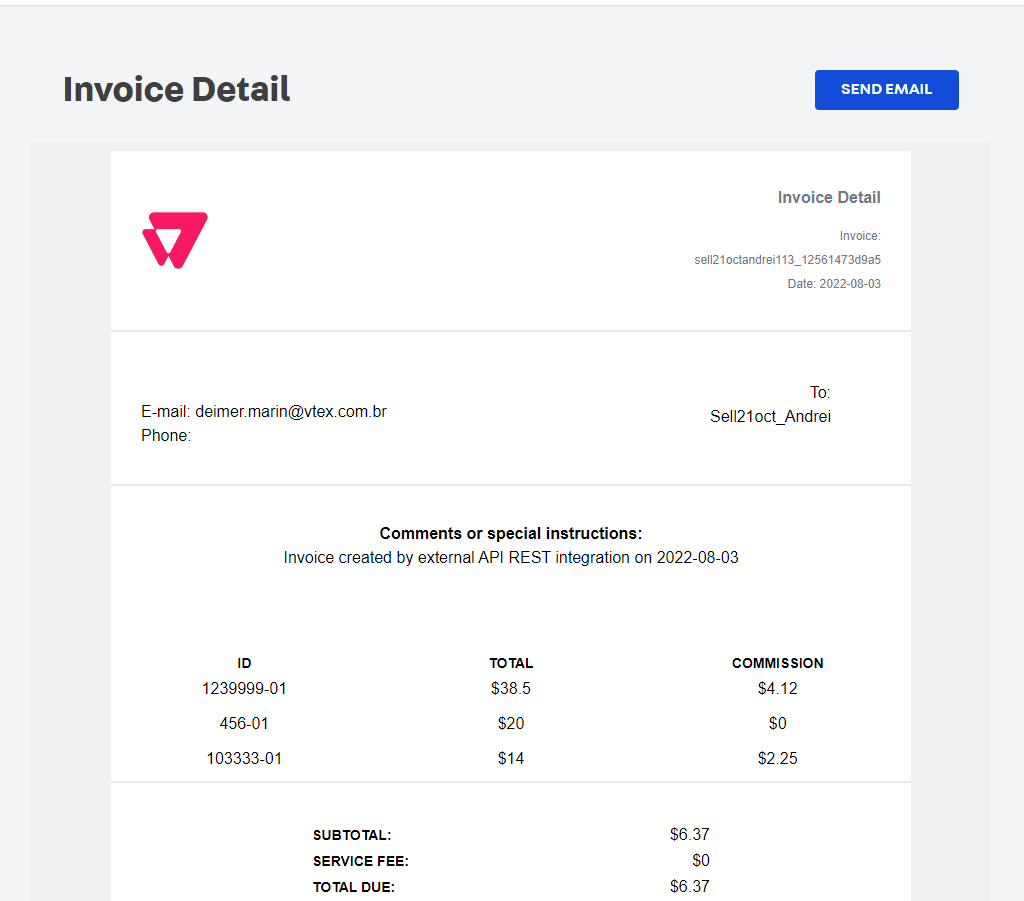 Invoice Detail
SEND EMAIL
Invoice Detail
Invoice:
sell21octandrei113_12561473d9a5
Date: 2022-08-03
E-mail: deimer.marin@vtex.com.br
Phone:
To:
Sell21oct_Andrei
Comments or special instructions:
Invoice created by external API REST integration on 2022-08-03
ID TOTAL COMMISSION
1239999-01 $38.5 $4.12
456-01 $20 $0
103333-01 $14 $2.25
SUBTOTAL: $6.37
SERVICE FEE: $0
TOTAL DUE: $6.37